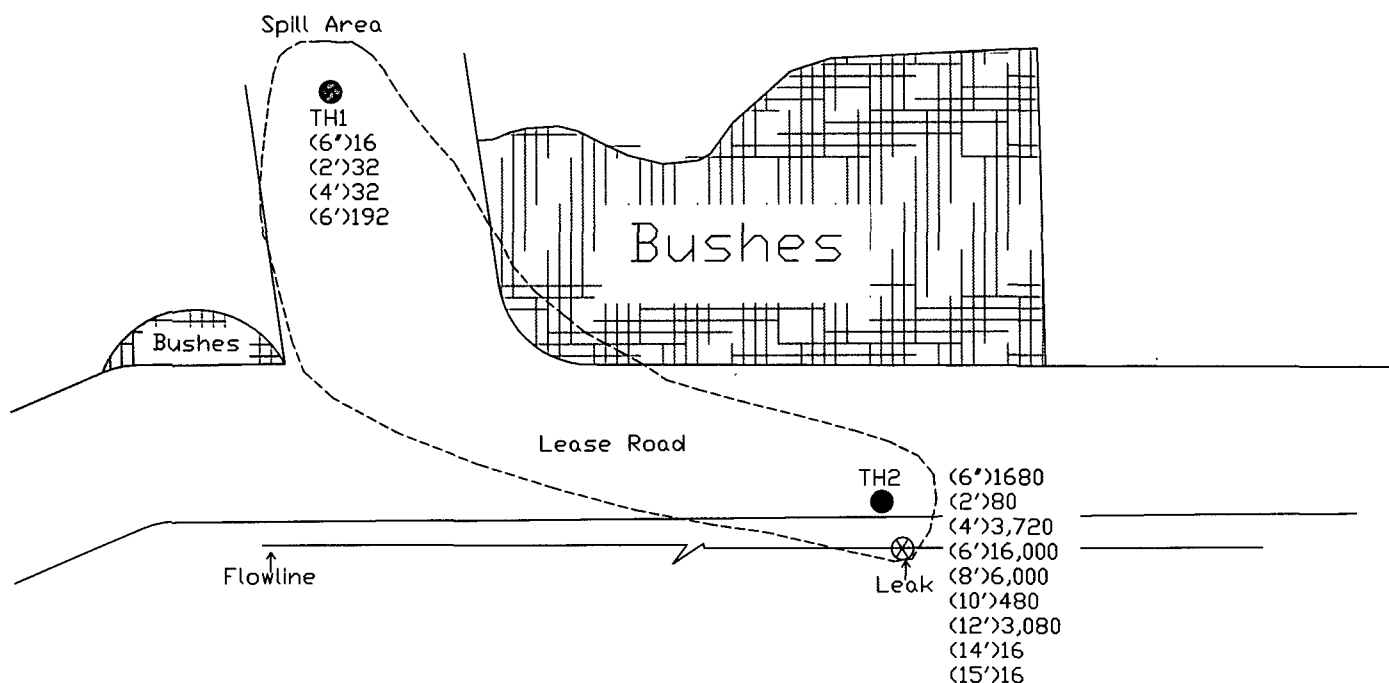 Spill Area
TH1
(6")16
(2')32
(4')32
(6')192
Bushes
Bushes
Lease Road
TH2
(6")1680
(2')80
(4')3,720
(6')16,000
(8')6,000
(10')480
(12')3,080
(14')16
(15')16
Flowline
Leak